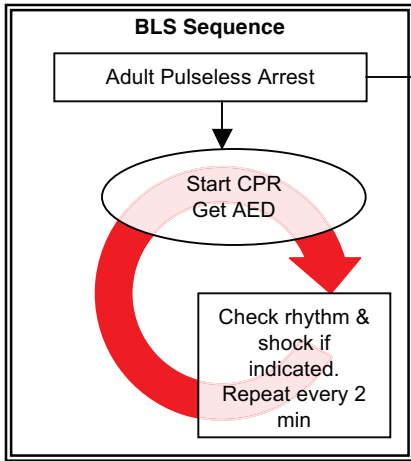 BLS Sequence
Adult Pulseless Arrest
Start CPR
Get AED
Check rhythm &
shock if
indicated.
Repeat every 2
min